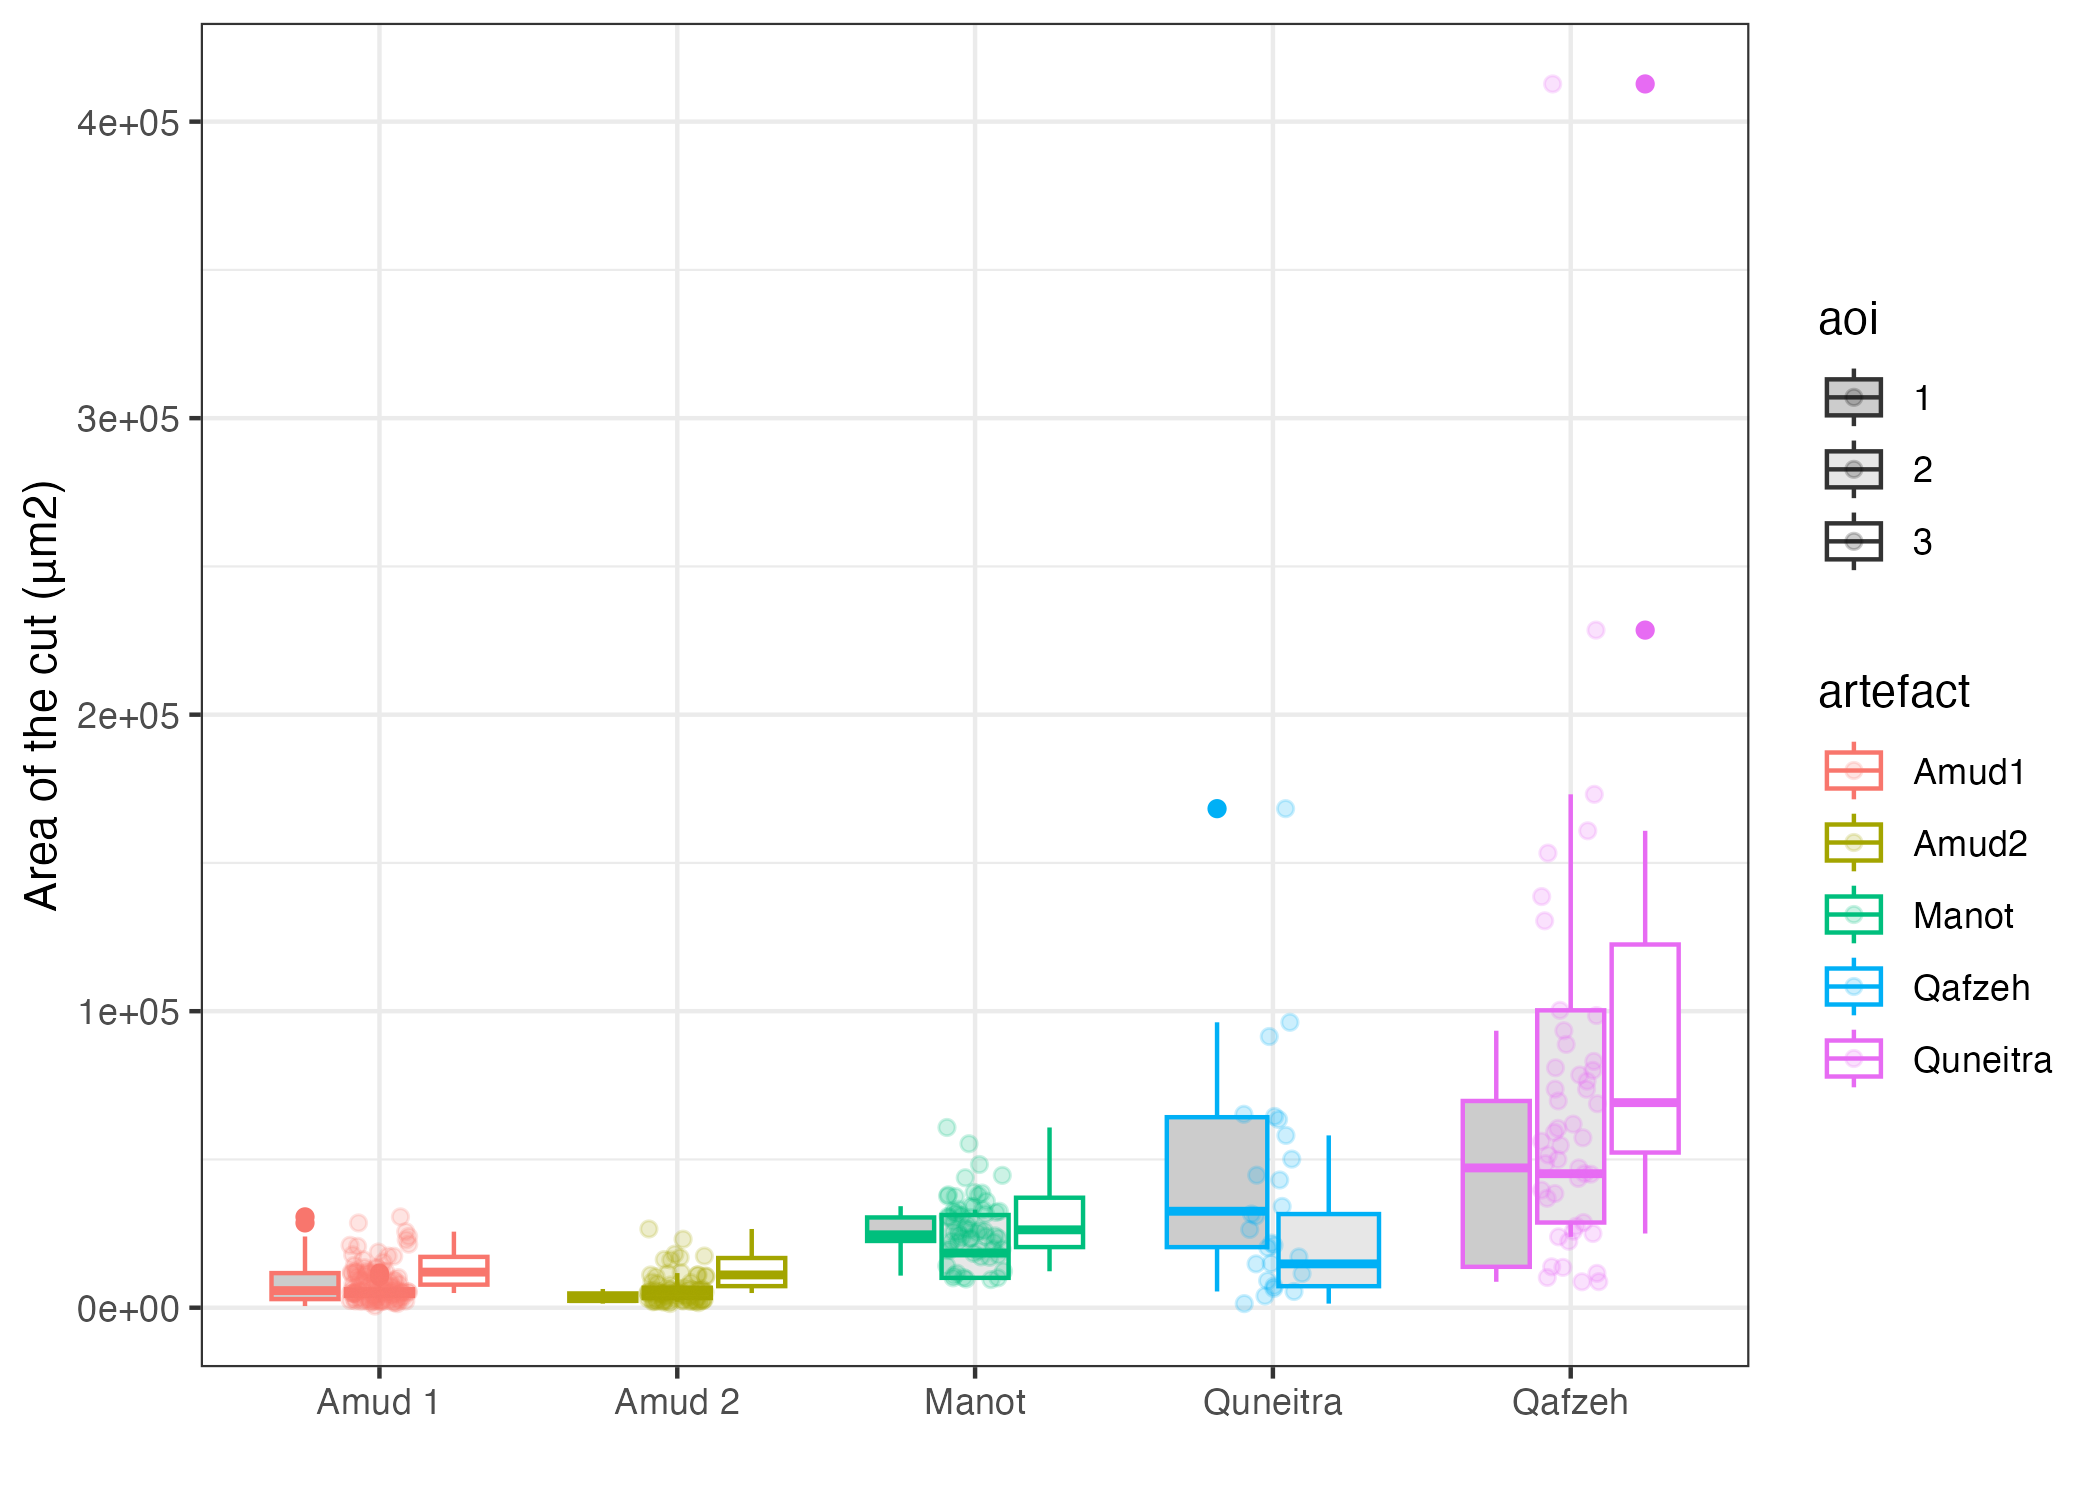 Area of the cut (µm2)
4e+05
3e+05
2e+05
1e+05
0e+00
Amud 1
Amud 2
Manot
Quneitra
Qafzeh
aoi
1
2
3
artefact
Amud1
Amud2
Manot
Qafzeh
Quneitra